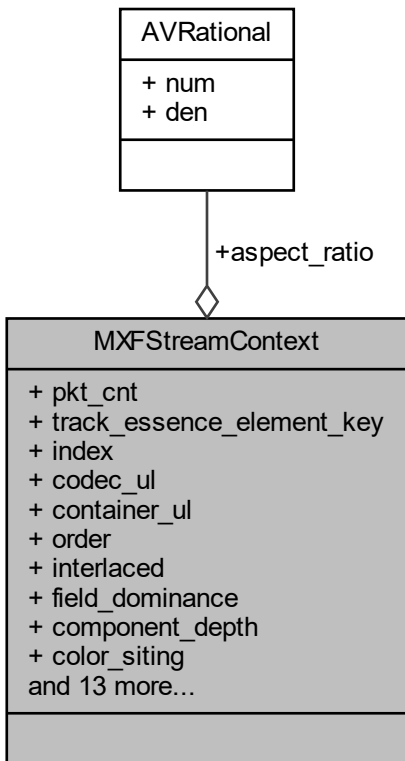 AVRational
+ num
+ den
+aspect_ratio
MXFStreamContext
+ pkt_cnt
+ track_essence_element_key
+ index
+ codec_ul
+ container_ul
+ order
+ interlaced
+ field_dominance
+ component_depth
+ color_siting
and 13 more...